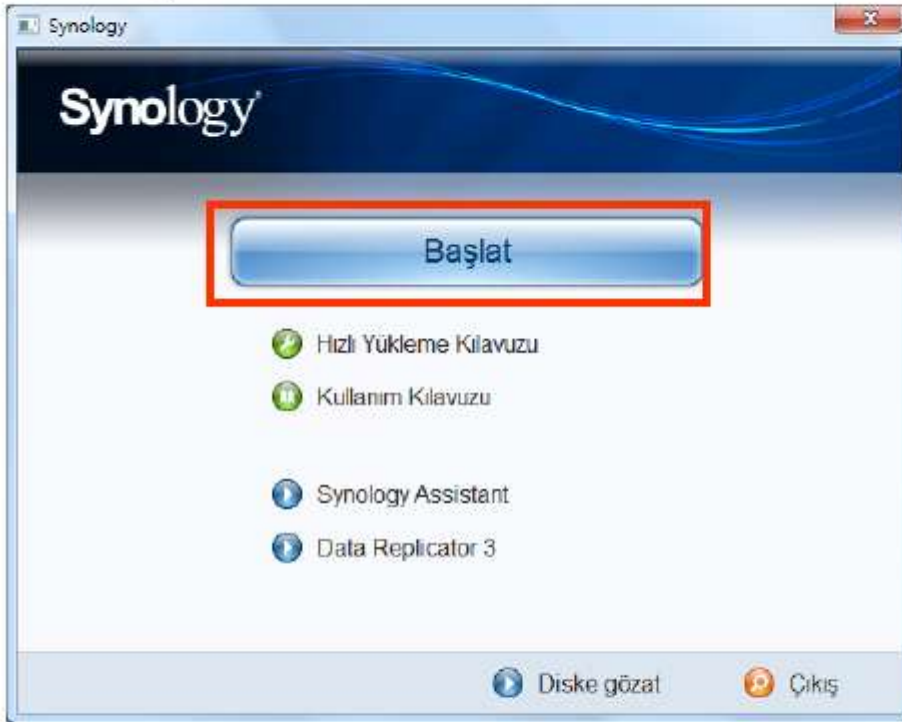 Synology
Synology
Başlat
Hızlı Yükleme Kılavuzu
Kullanım Kılavuzu
Synology Assistant
Data Replicator 3
Diske gözat
Çıkış